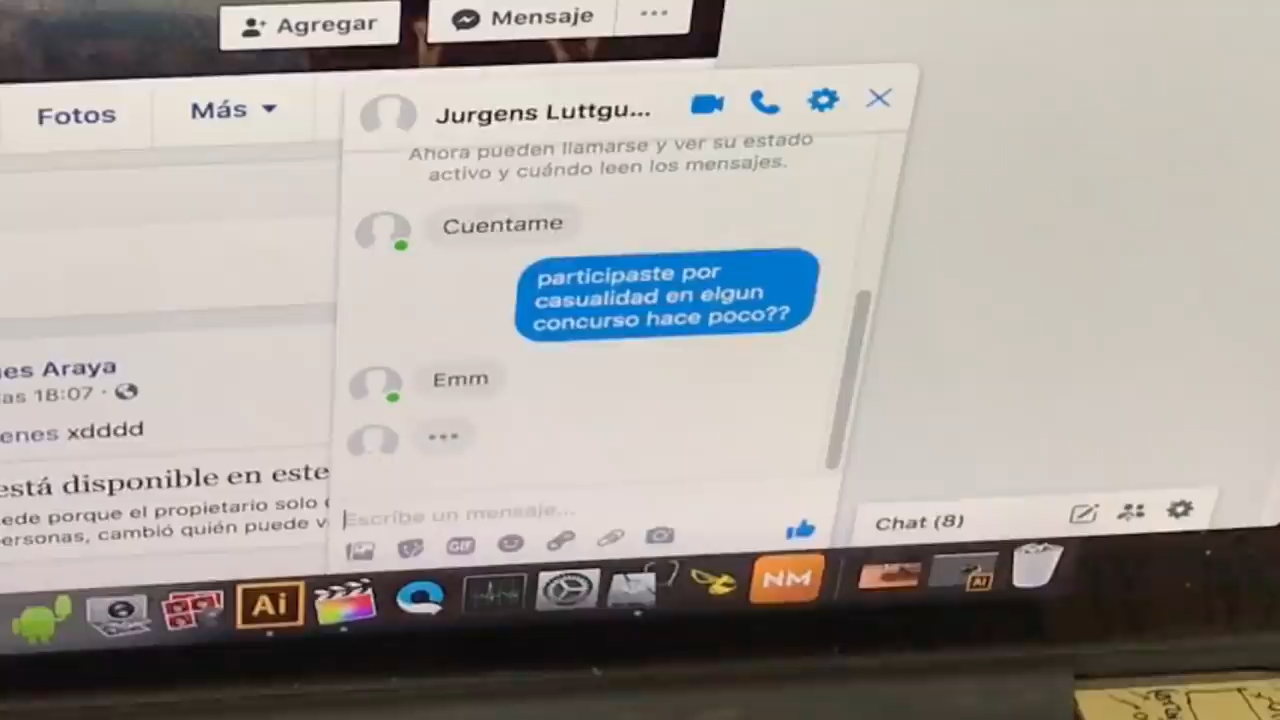 Agregar
Mensaje
Fotos
Más
Jurgens Luttgu...
Ahora pueden llamarse y ver su estado
activo y cuándo leen los mensajes.
Cuentame
participaste por
casualidad en elgun
concurso hace poco??
Emm
Escribe un mensaje...
GIF
Chat (8)
es Araya
as 18:07
enes xdddd
está disponible en este
ede porque el propietario solo
ersonas, cambió quién puede v
Ai
NM
Ai